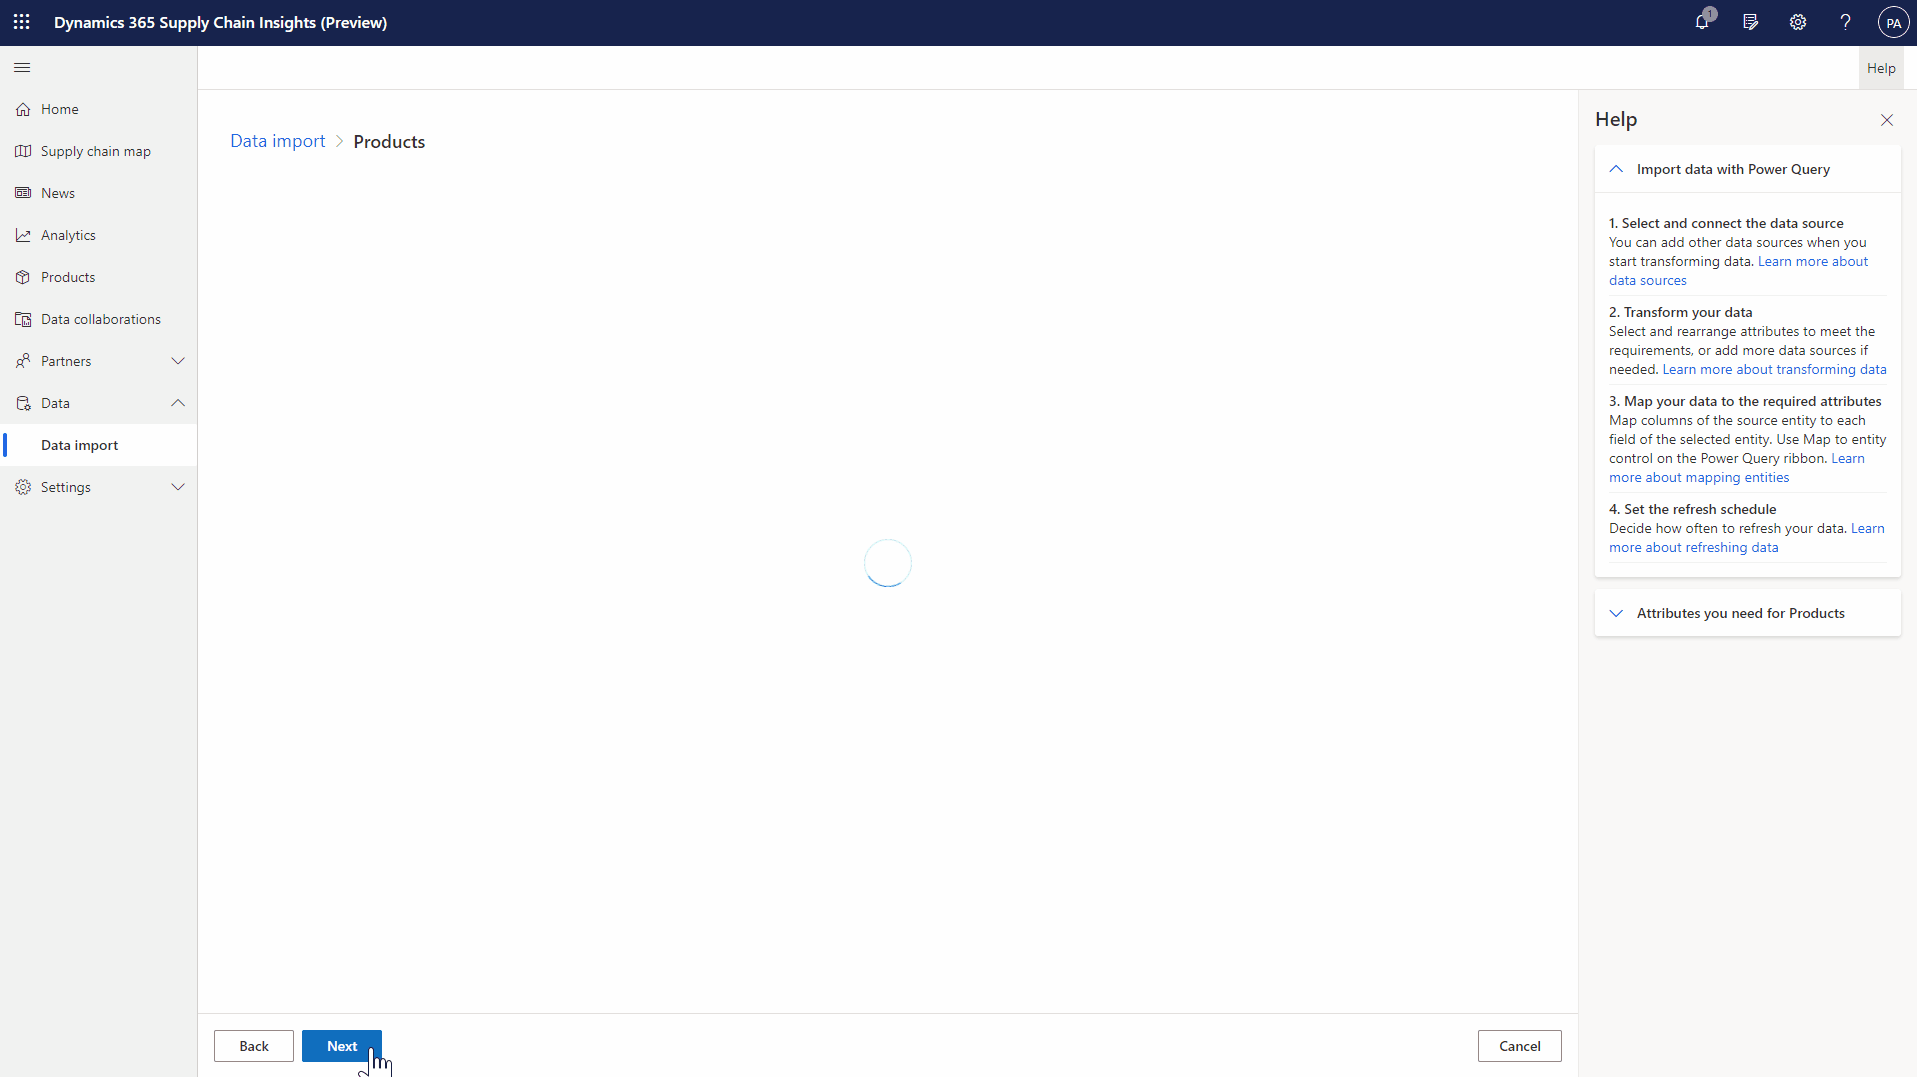 Dynamics 365 Supply Chain Insights (Preview)
1
PA
Help
Home
Supply chain map
News
Analytics
Products
Data collaborations
Partners
Data
Data import
Settings
Data import > Products
Help
Import data with Power Query
1. Select and connect the data source
You can add other data sources when you
start transforming data. Learn more about
data sources
2. Transform your data
Select and rearrange attributes to meet the
requirements, or add more data sources if
needed. Learn more about transforming data
3. Map your data to the required attributes
Map columns of the source entity to each
field of the selected entity. Use Map to entity
control on the Power Query ribbon. Learn
more about mapping entities
4. Set the refresh schedule
Decide how often to refresh your data. Learn
more about refreshing data
Attributes you need for Products
Back
Next
Cancel